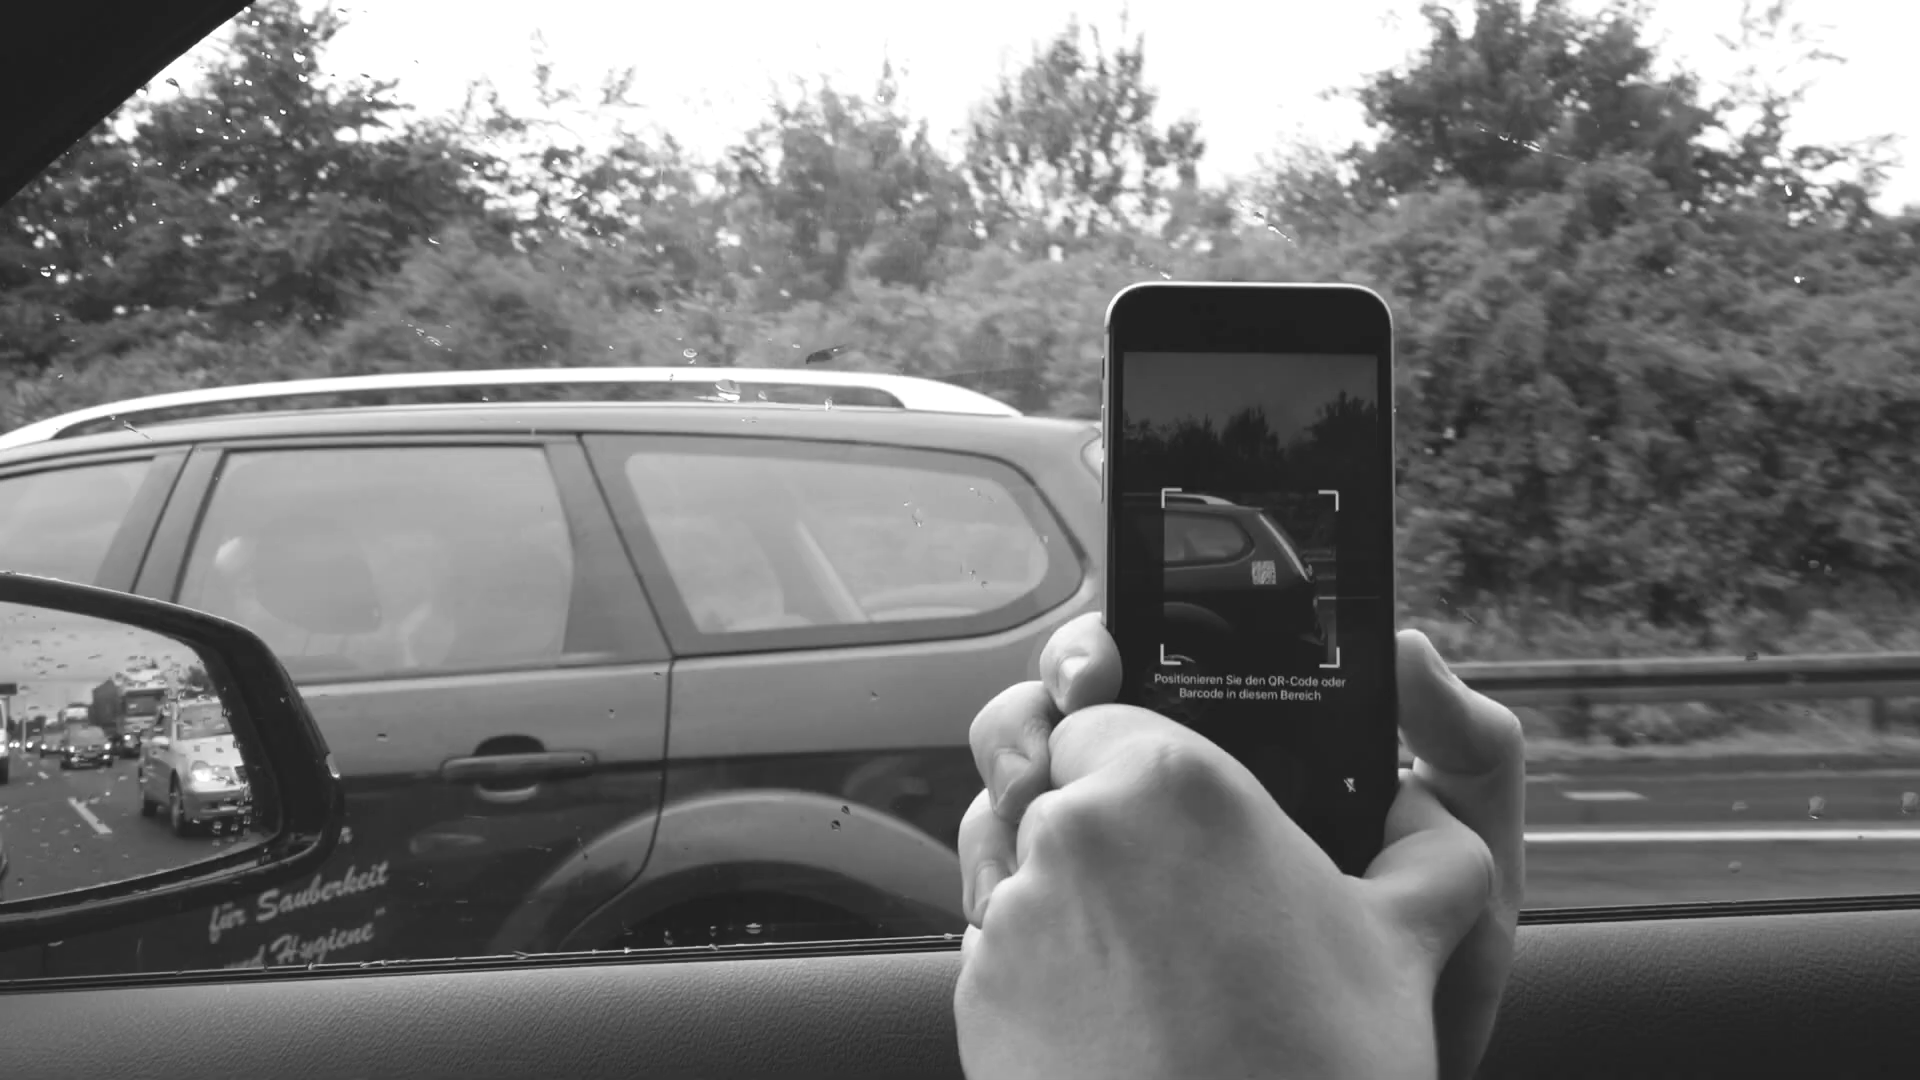 Positionieren Sie den QR-Code oder
Barcode in diesem Bereich
für Sauberkeit
und Hygiene"